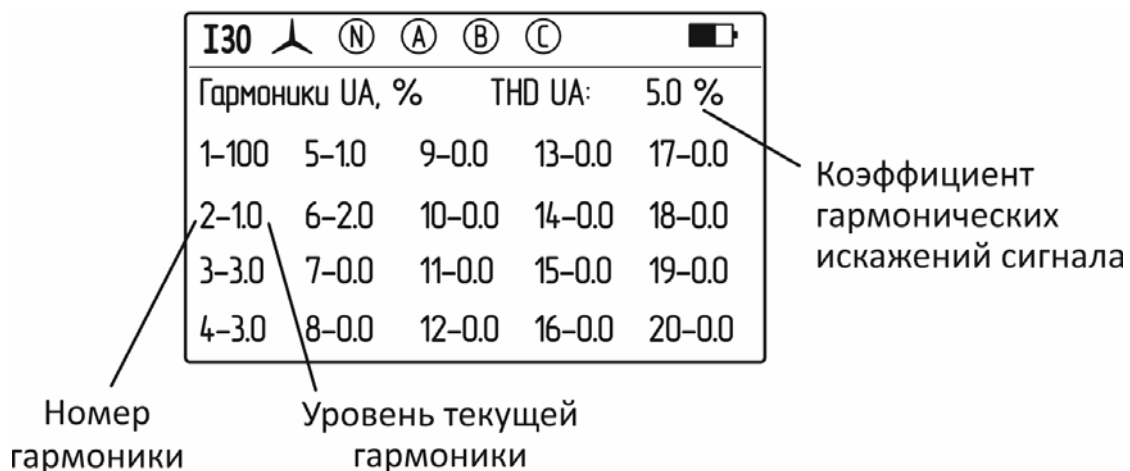 I30 N A B C
Гармоники UA, % THD UA: 5.0 %
1-100 5-1.0 9-0.0 13-0.0 17-0.0
2-1.0 6-2.0 10-0.0 14-0.0 18-0.0
3-3.0 7-0.0 11-0.0 15-0.0 19-0.0
4-3.0 8-0.0 12-0.0 16-0.0 20-0.0
Коэффициент
гармонических
искажений сигнала
Номер
гармоники
Уровень текущей
гармоники